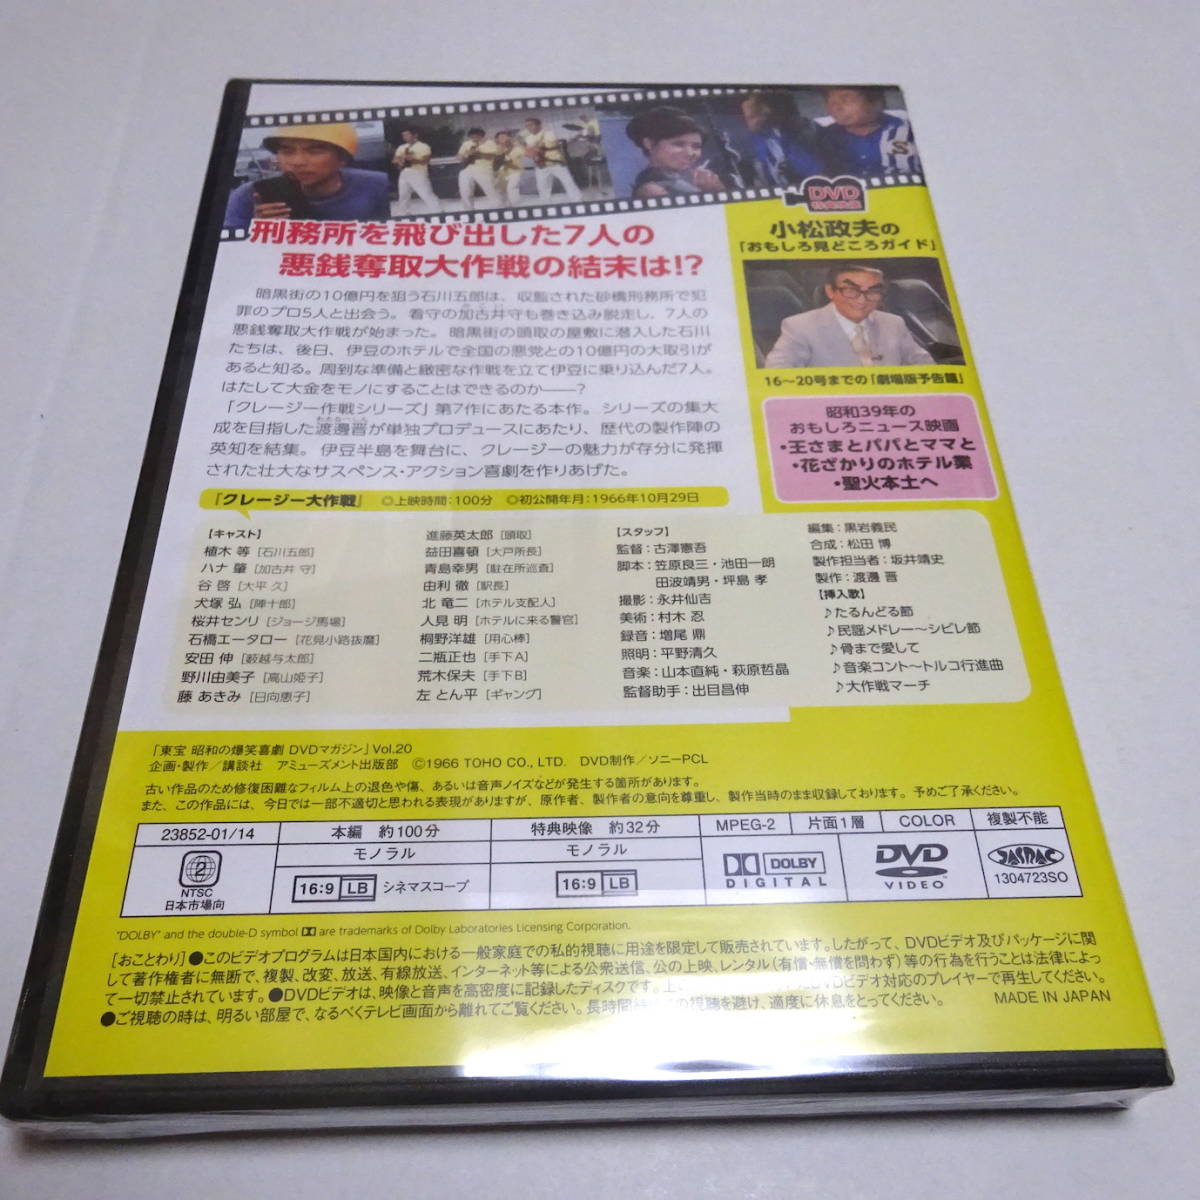 刑務所を飛び出した7人の
悪銭奪取大作戦の結末は!?
暗黒街の10億円を狙う石川五郎は、収監された砂橋刑務所で犯
罪のプロ5人と出会う。看守の加古井守も巻き込み脱走し、7人の
悪銭奪取大作戦が始まった。暗黒街の頭取の屋敷に潜入した石川
たちは、後日、伊豆のホテルで全国の悪党との10億円の大取引が
あると知る。周到な準備と緻密な作戦を立て伊豆に乗り込んだ7人。
はたして大金をモノにすることはできるのか――?
「クレージー作戦シリーズ」第7作にあたる本作。シリーズの集大
成を目指した渡邊晋が単独プロデュースにあたり、歴代の製作陣の
英知を結集。伊豆半島を舞台に、クレージーの魅力が存分に発揮
された壮大なサスペンス・アクション喜劇を作りあげた。
DVD
小松政夫の
「おもしろ見どころガイド」
16〜20号までの「劇場版予告篇」
昭和39年の
おもしろニュース映画
・王さまとパパとママと
・花ざかりのホテル業
・聖火本土へ
『クレージー大作戦』 ◎上映時間:100分 ◎初公開年月:1966年10月29日
【キャスト】
植木 等[石川五郎]
ハナ 肇[加古井 守]
谷 啓[大平 久]
犬塚 弘[陣十郎]
桜井センリ[ジョージ馬場]
石橋エータロー[花見小路抜麿]
安田 伸[藪越与太郎]
野川由美子[高山姫子]
藤 あきみ[日向恵子]
進藤英太郎[頭取]
益田喜頓[大戸所長]
青島幸男[駐在所巡査]
由利 徹[駅長]
北 竜二[ホテル支配人]
人見 明[ホテルに来る警官]
桐野洋雄[用心棒]
二瓶正也[手下A]
荒木保夫[手下B]
左 とん平[ギャング]
【スタッフ】
監督:古澤憲吾
脚本:笠原良三・池田一朗
田波靖男・坪島 孝
撮影:永井仙吉
美術:村木 忍
録音:増尾 鼎
照明:平野清久
音楽:山本直純・萩原哲晶
監督助手:出目昌伸
編集:黒岩義民
合成:松田 博
製作担当者:坂井靖史
製作:渡邊 晋
【挿入歌】
♪たるんどる節
♪民謡メドレー〜シビレ節
♪骨まで愛して
♪音楽コント〜トルコ行進曲
♪大作戦マーチ
「東宝 昭和の爆笑喜劇 DVDマガジン」Vol.20
企画・製作/講談社 アミューズメント出版部 ©1966 TOHO CO., LTD. DVD制作/ソニーPCL
古い作品のため修復困難なフィルム上の退色や傷、あるいは音声ノイズなどが発生する箇所があります。
また、この作品には、今日では一部不適切と思われる表現がありますが、原作者、製作者の意向を尊重し、製作当時のまま収録しております。予めご了承ください。
23852-01/14
本編 約100分
特典映像 約32分
MPEG-2
片面1層
COLOR
複製不能
2
NTSC
日本市場向
モノラル
16:9 LB シネマスコープ
モノラル
16:9 LB
DOLBY
DIGITAL
DVD
VIDEO
JASRAC
1304723SO
"DOLBY" and the double-D symbol are trademarks of Dolby Laboratories Licensing Corporation.
[おことわり]●このビデオプログラムは日本国内における一般家庭での私的視聴に用途を限定して販売されています。したがって、DVDビデオ及びパッケージに関
して著作権者に無断で、複製、改変、放送、有線放送、インターネット等による公衆送信、公の上映、レンタル(有償・無償を問わず)等の行為を行うことは法律によっ
て一切禁止されています。●DVDビデオは、映像と音声を高密度に記録したディスクです。DVDビデオ対応のプレイヤーで再生してください。
●ご視聴の時は、明るい部屋で、なるべくテレビ画面から離れてご覧ください。長時間続けての視聴を避け、適度に休息をとってください。
MADE IN JAPAN